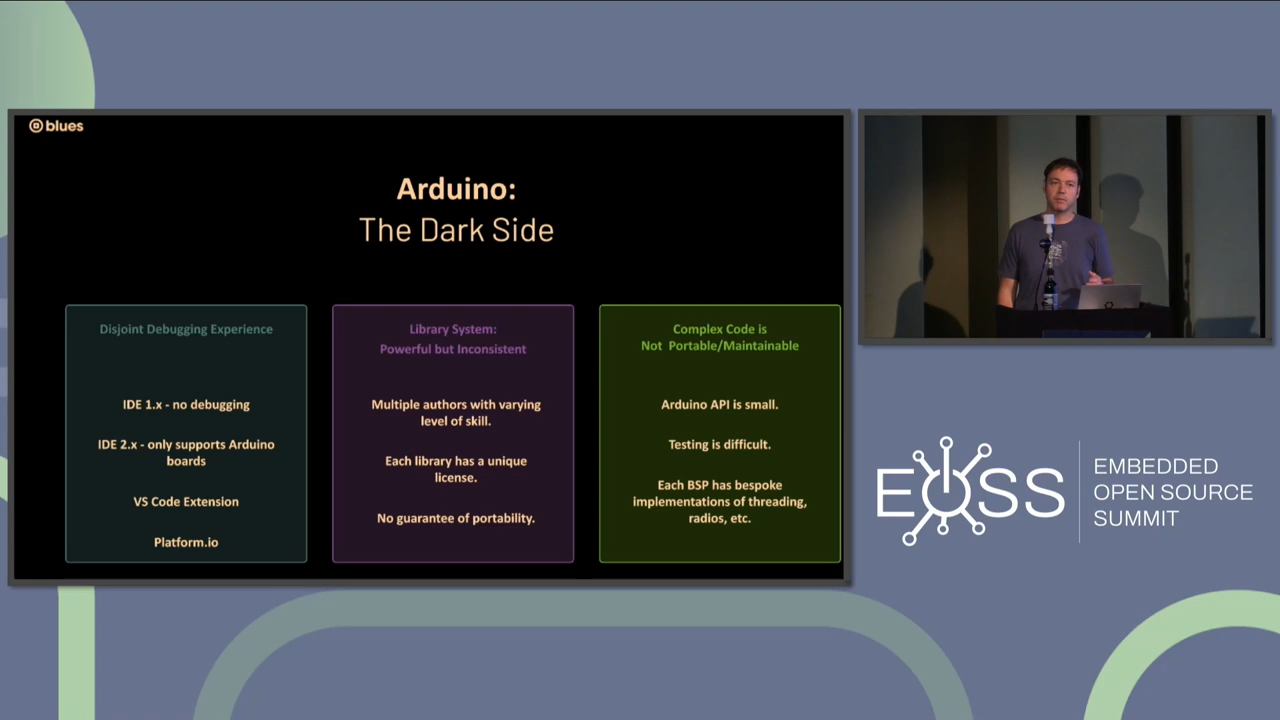 blues
Arduino:
The Dark Side
Disjoint Debugging Experience
IDE 1.x - no debugging
IDE 2.x - only supports Arduino
boards
VS Code Extension
Platform.io
Library System:
Powerful but Inconsistent
Multiple authors with varying
level of skill.
Each library has a unique
license.
No guarantee of portability.
Complex Code is
Not Portable/Maintainable
Arduino API is small.
Testing is difficult.
Each BSP has bespoke
implementations of threading,
radios, etc.
EOSS
EMBEDDED
OPEN SOURCE
SUMMIT